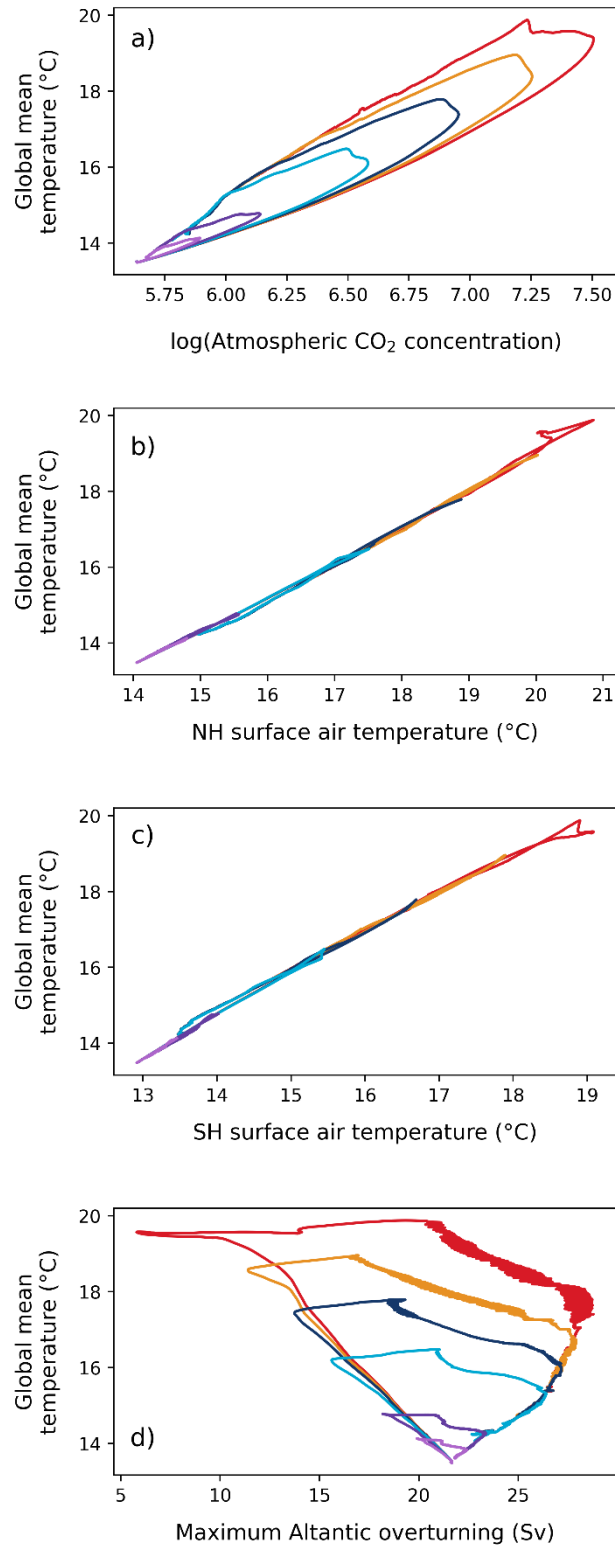 a)
Global mean
temperature (°C)
20
18
16
14
5.75 6.00 6.25 6.50 6.75 7.00 7.25 7.50
log(Atmospheric CO₂ concentration)
b)
Global mean
temperature (°C)
20
18
16
14
14 15 16 17 18 19 20 21
NH surface air temperature (°C)
c)
Global mean
temperature (°C)
20
18
16
14
13 14 15 16 17 18 19
SH surface air temperature (°C)
Global mean
temperature (°C)
20
18
16
14
d)
5 10 15 20 25
Maximum Altantic overturning (Sv)